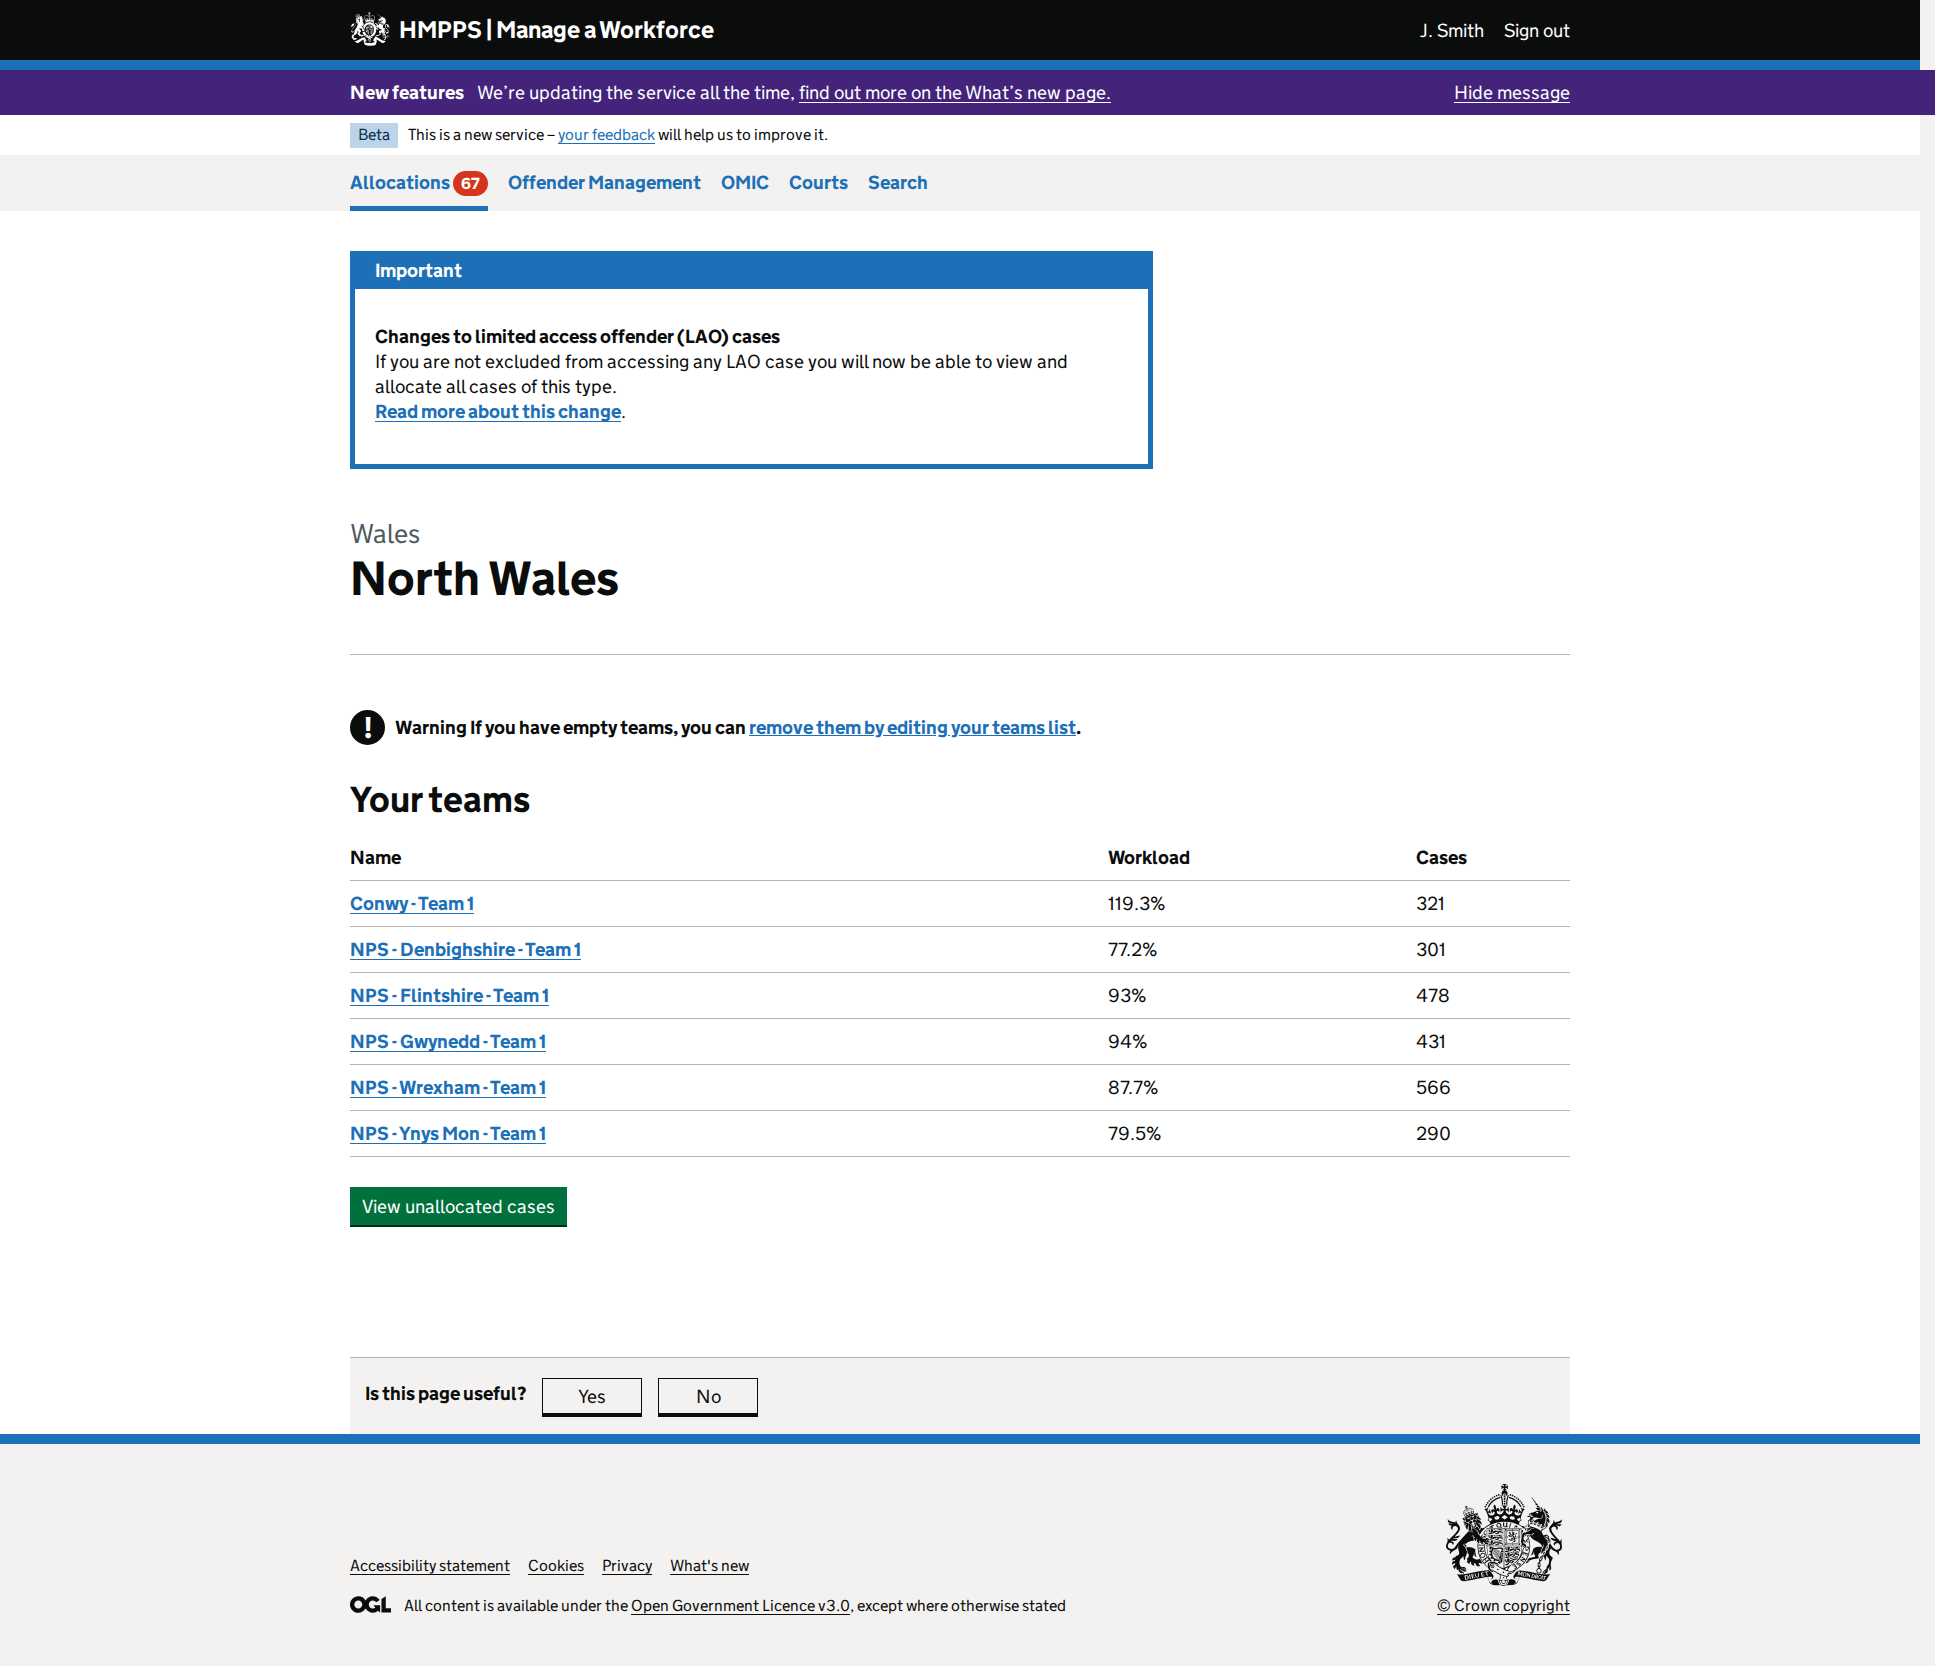 HMPPS | Manage a Workforce
J. Smith Sign out
New features We're updating the service all the time, find out more on the What's new page. Hide message
Beta This is a new service – your feedback will help us to improve it.
Allocations 67 Offender Management OMIC Courts Search
Important
Changes to limited access offender (LAO) cases
If you are not excluded from accessing any LAO case you will now be able to view and
allocate all cases of this type.
Read more about this change.
Wales
North Wales
! Warning If you have empty teams, you can remove them by editing your teams list.
Your teams
Name Workload Cases
Conwy - Team 1 119.3% 321
NPS - Denbighshire - Team 1 77.2% 301
NPS - Flintshire - Team 1 93% 478
NPS - Gwynedd - Team 1 94% 431
NPS - Wrexham - Team 1 87.7% 566
NPS - Ynys Mon - Team 1 79.5% 290
View unallocated cases
Is this page useful? Yes No
Accessibility statement Cookies Privacy What's new
OGL All content is available under the Open Government Licence v3.0, except where otherwise stated
© Crown copyright